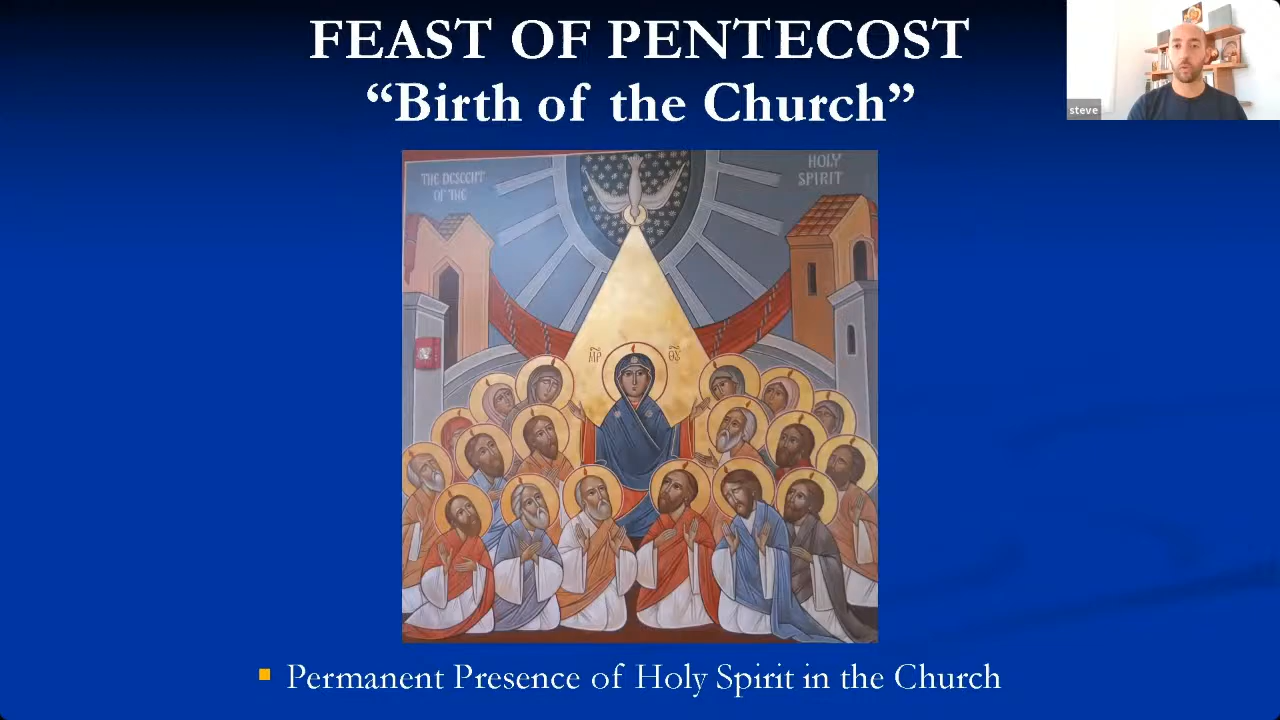 FEAST OF PENTECOST
“Birth of the Church”
steve
THE DESCENT
OF THE
HOLY
SPIRIT
ΜΡ
ΘΥ
Permanent Presence of Holy Spirit in the Church